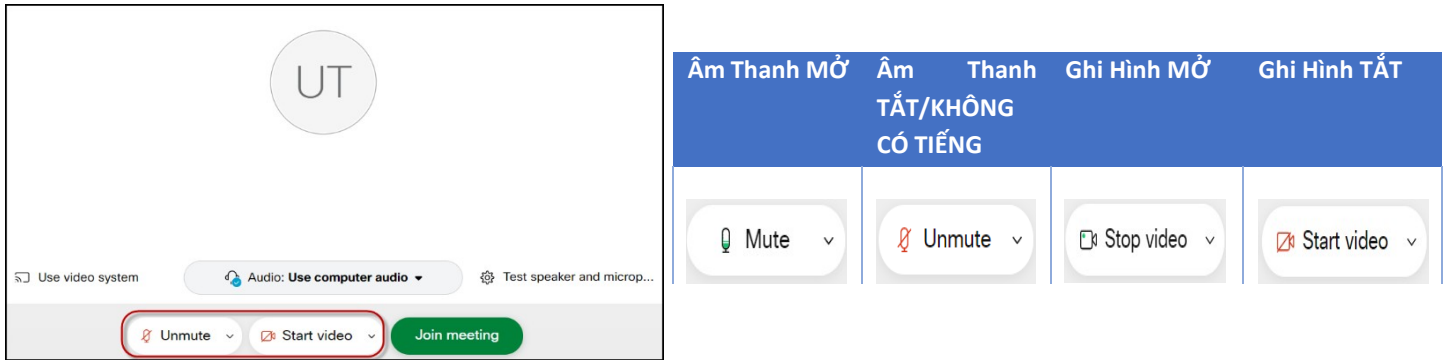 UT
Use video system
Audio: Use computer audio
Test speaker and microp...
Unmute
Start video
Join meeting
Âm Thanh MỞ
Âm Thanh
TẮT/KHÔNG
CÓ TIẾNG
Ghi Hình MỞ
Ghi Hình TẮT
Mute
Unmute
Stop video
Start video